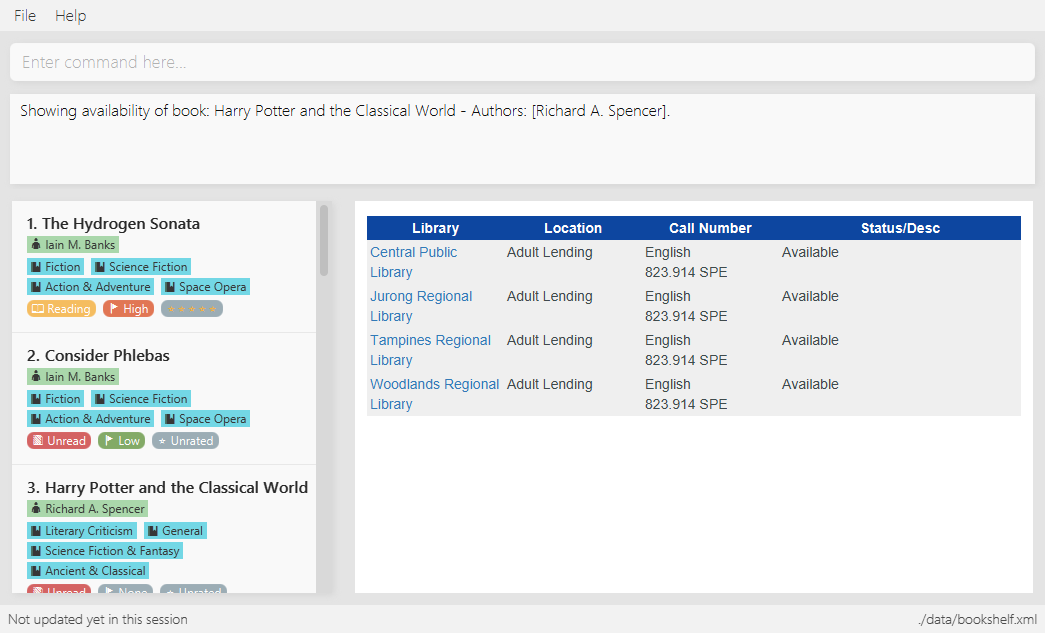 File Help
Enter command here...
Showing availability of book: Harry Potter and the Classical World - Authors: [Richard A. Spencer].
1. The Hydrogen Sonata
Iain M. Banks
Fiction Science Fiction
Action & Adventure Space Opera
Reading High ★★★★★
2. Consider Phlebas
Iain M. Banks
Fiction Science Fiction
Action & Adventure Space Opera
Unread Low Unrated
3. Harry Potter and the Classical World
Richard A. Spencer
Literary Criticism General
Science Fiction & Fantasy
Ancient & Classical
Unread None Unrated
Library Location Call Number Status/Desc
Central Public Adult Lending English Available
Library 823.914 SPE
Jurong Regional Adult Lending English Available
Library 823.914 SPE
Tampines Regional Adult Lending English Available
Library 823.914 SPE
Woodlands Regional Adult Lending English Available
Library 823.914 SPE
Not updated yet in this session ./data/bookshelf.xml